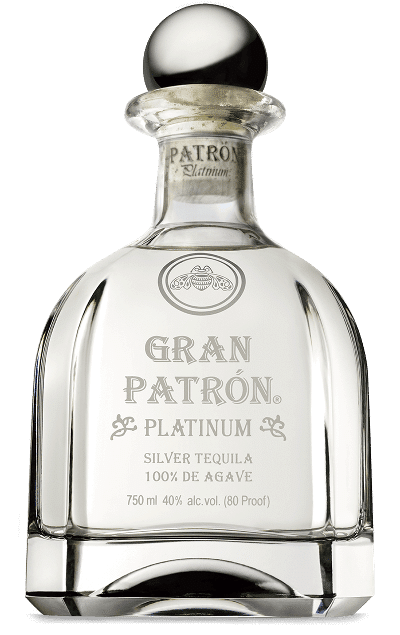 PATRÓN
Platinum
GRAN
PATRÓN®
PLATINUM
SILVER TEQUILA
100% DE AGAVE
750 ml 40% alc.vol. (80 Proof)